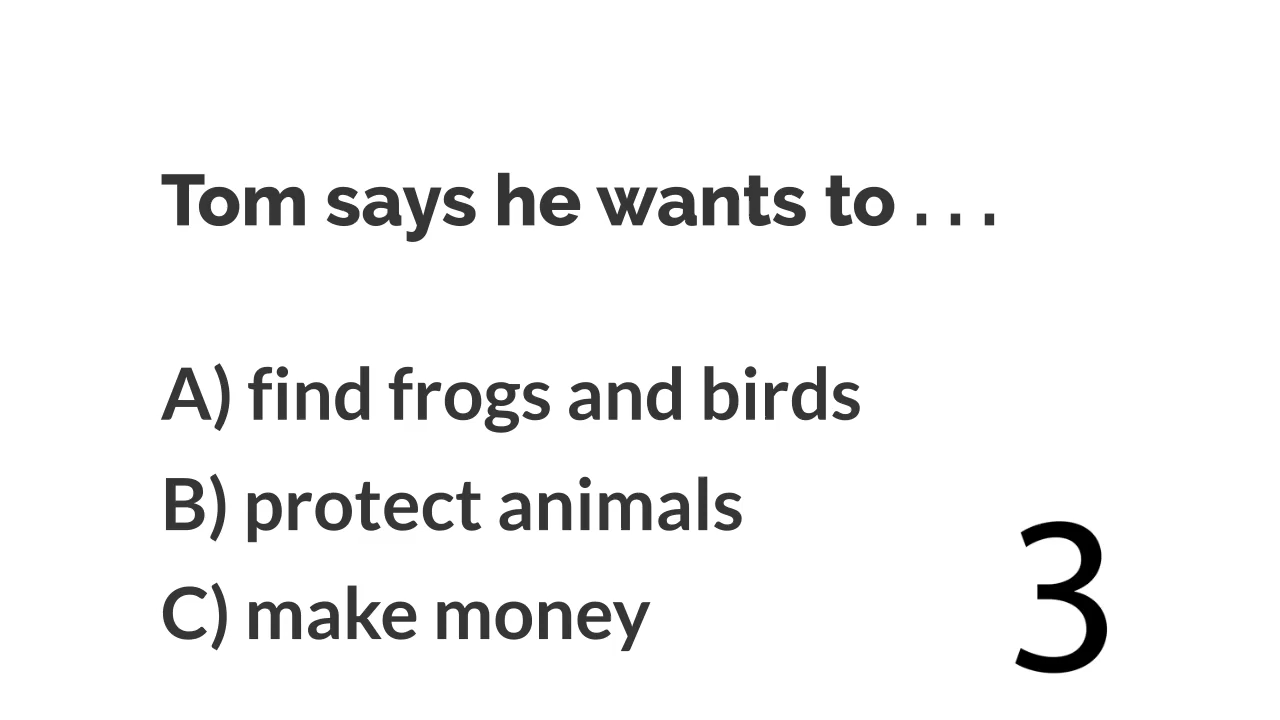 Tom says he wants to . . .
A) find frogs and birds
B) protect animals
C) make money
3